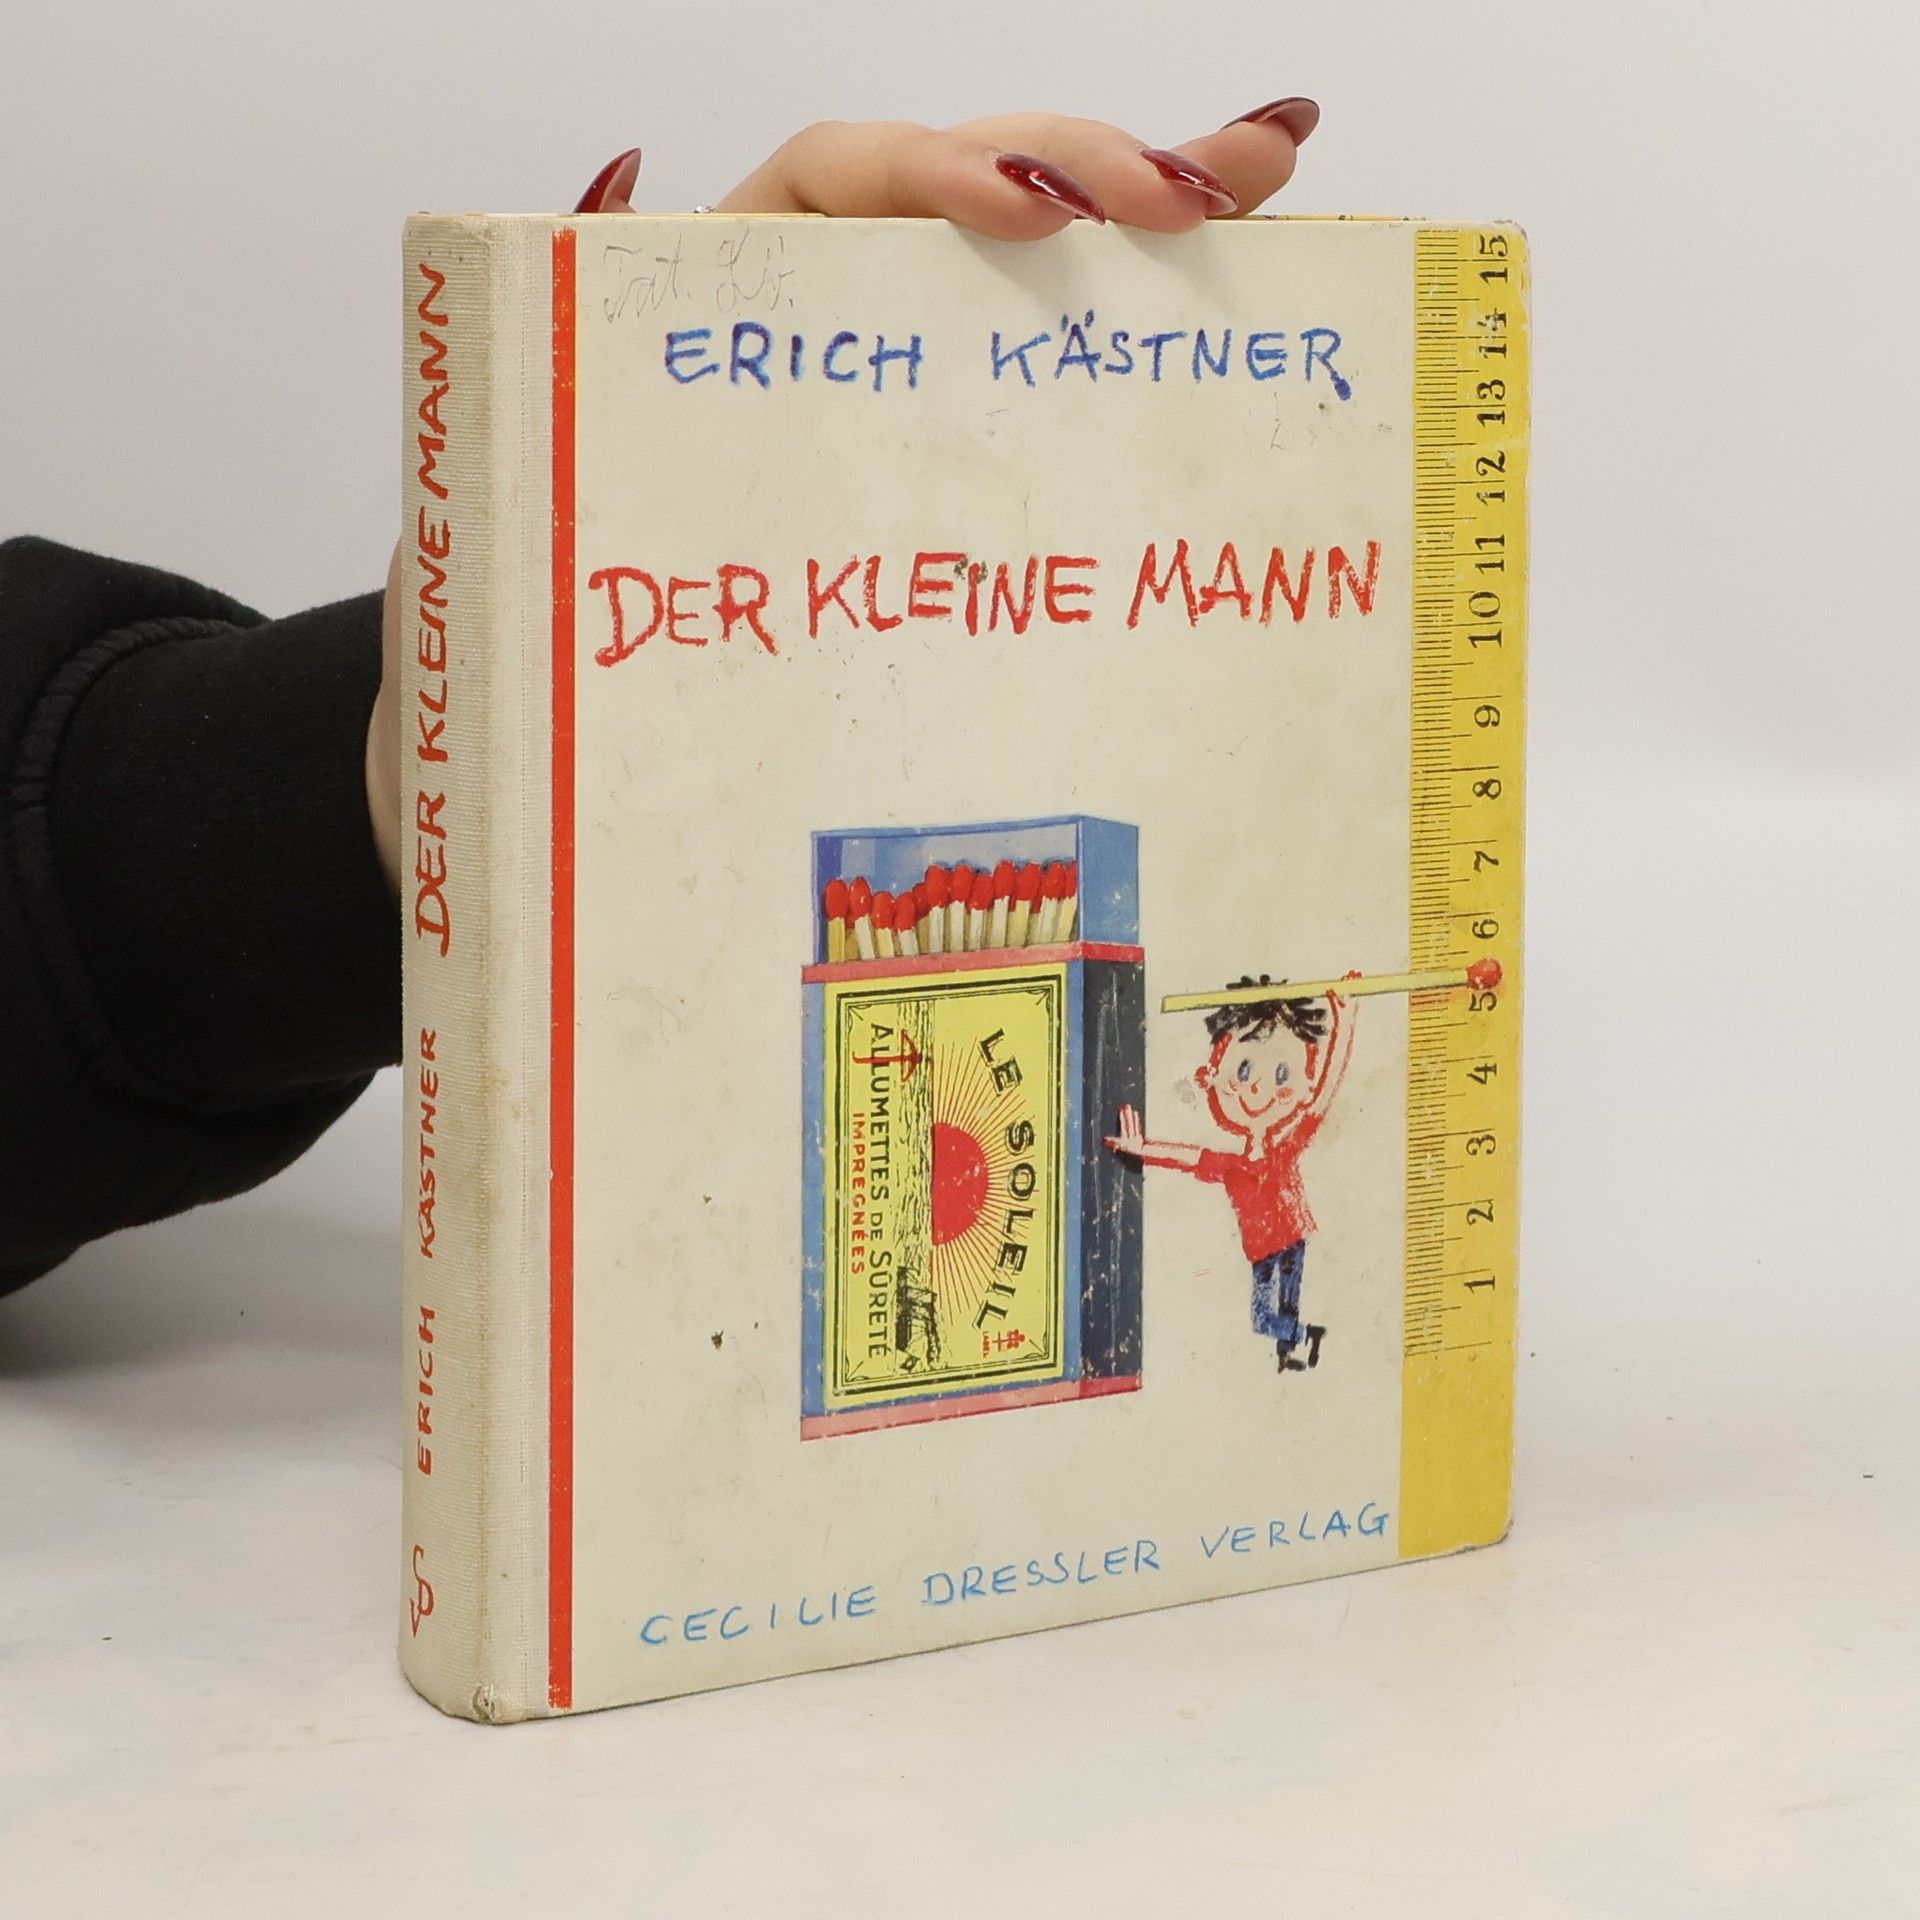 ERICH KÄSTNER
DER KLEINE MANN
LE SOLEIL
ALLUMETTES DE SÛRETÉ
IMPREGNÉES
CECILIE DRESSLER VERLAG
ERICH KÄSTNER DER KLEINE MANN
15
14
13
12
11
10
9
8
7
6
5
4
3
2
1